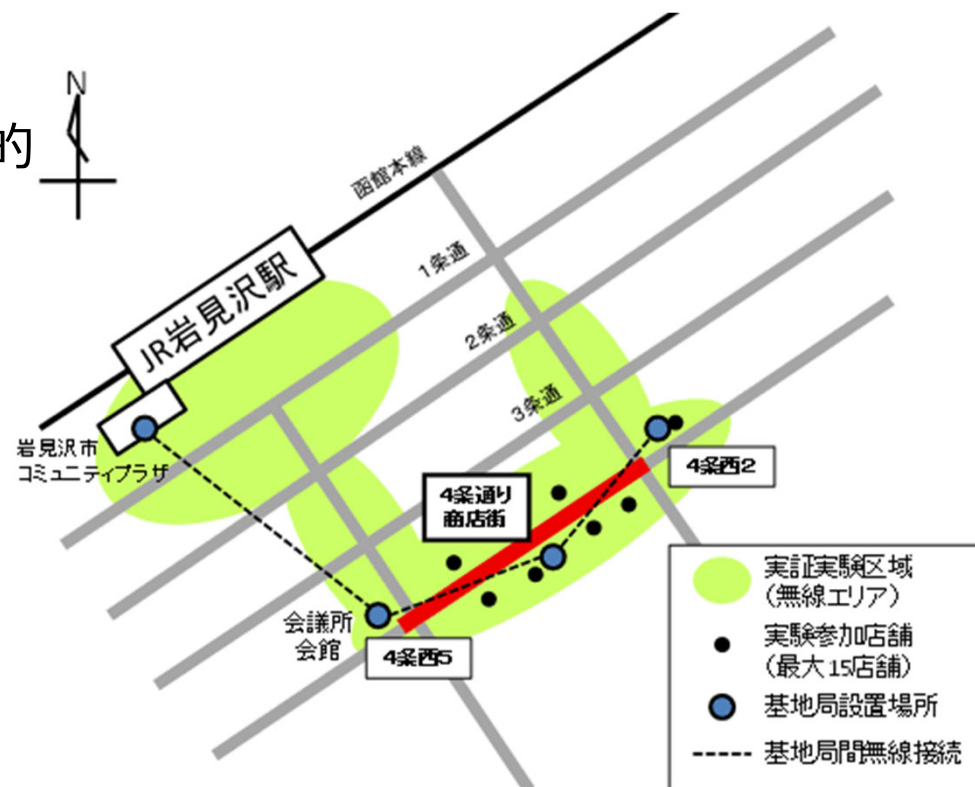 N
的
函館本線
JR岩見沢駅
1条通
2条通
3条通
岩見沢市
コミュニティプラザ
4条通り
商店街
4条西2
会議所
会館
4条西5
実証実験区域
(無線エリア)
実験参加店舗
(最大15店舗)
基地局設置場所
基地局間無線接続